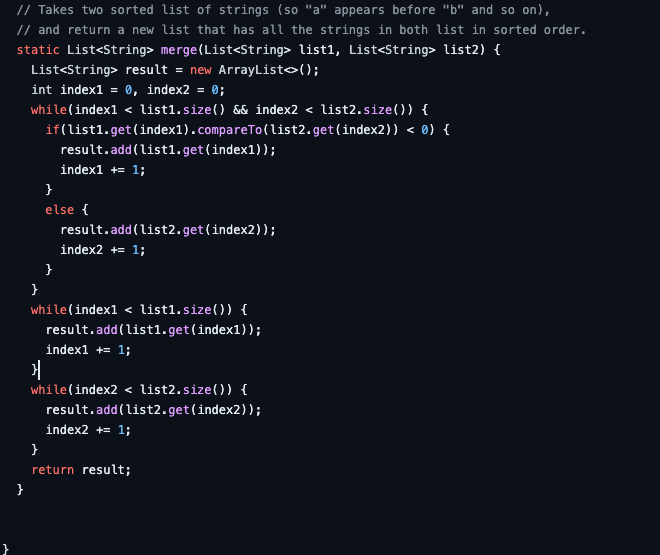 // Takes two sorted list of strings (so "a" appears before "b" and so on),
// and return a new list that has all the strings in both list in sorted order.
static List<String> merge(List<String> list1, List<String> list2) {
  List<String> result = new ArrayList<>();
  int index1 = 0, index2 = 0;
  while(index1 < list1.size() && index2 < list2.size()) {
    if(list1.get(index1).compareTo(list2.get(index2)) < 0) {
      result.add(list1.get(index1));
      index1 += 1;
    }
    else {
      result.add(list2.get(index2));
      index2 += 1;
    }
  }
  while(index1 < list1.size()) {
    result.add(list1.get(index1));
    index1 += 1;
  }
  while(index2 < list2.size()) {
    result.add(list2.get(index2));
    index2 += 1;
  }
  return result;
}
}